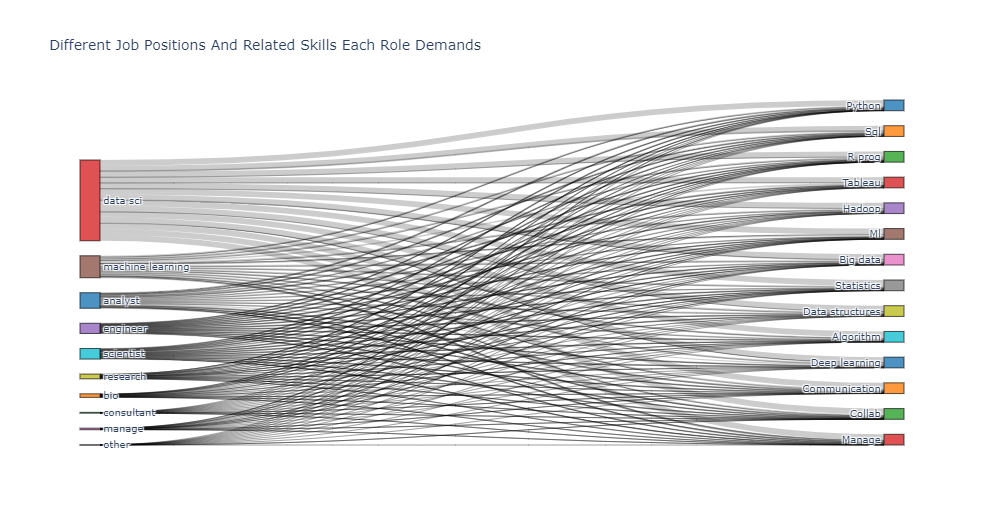 Different Job Positions And Related Skills Each Role Demands
data sci
machine learning
analyst
engineer
scientist
research
bio
consultant
manage
other
Python
Sql
R prog
Tableau
Hadoop
Ml
Big data
Statistics
Data structures
Algorithm
Deep learning
Communication
Collab
Manage